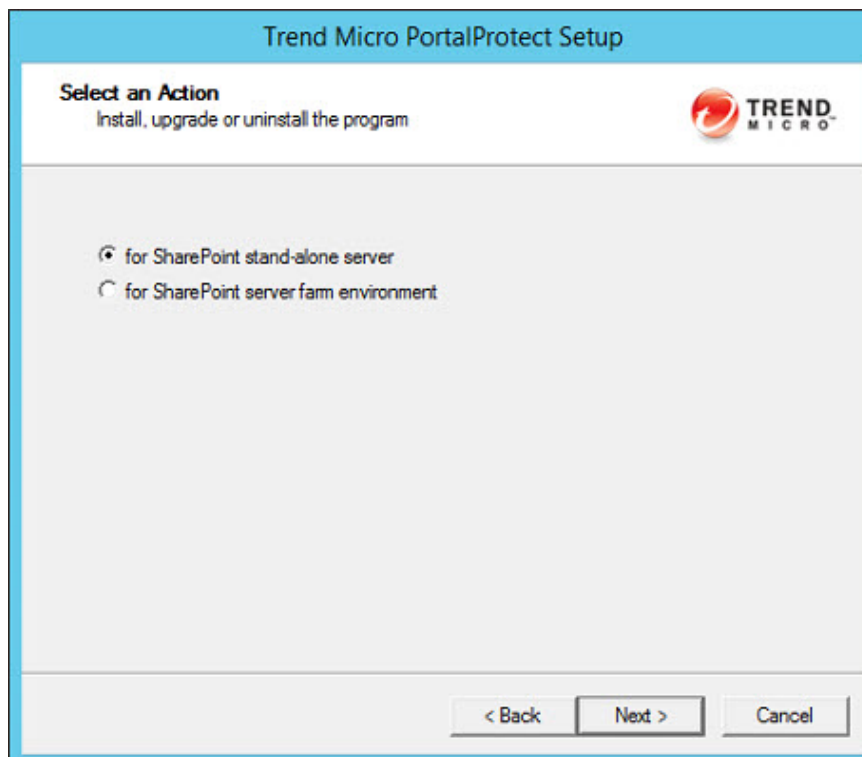 Trend Micro PortalProtect Setup
Select an Action
Install, upgrade or uninstall the program
TREND
MICRO™
for SharePoint stand-alone server
for SharePoint server farm environment
< Back
Next >
Cancel